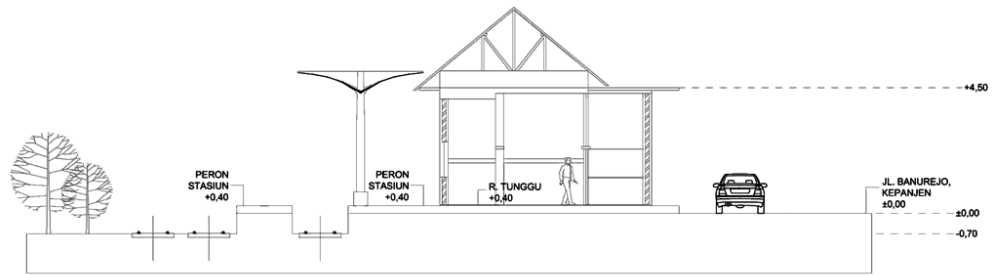 +4,50
PERON
STASIUN
+0,40
PERON
STASIUN
+0,40
R. TUNGGU
+0,40
JL. BANUREJO,
KEPANJEN
±0,00
±0,00
-0,70